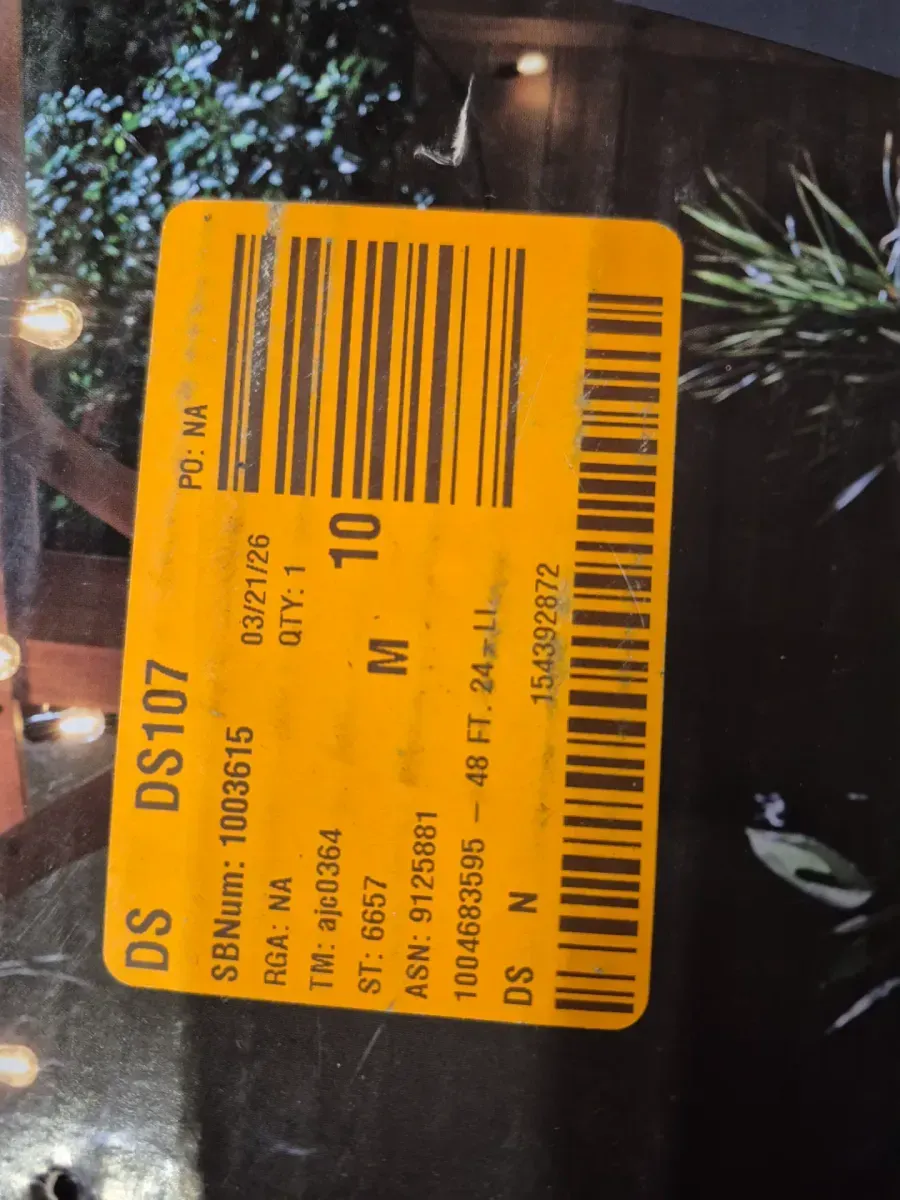 DS DS107
PO: NA
SBNum: 1003615 03/21/26
RGA: NA QTY: 1
TM: ajc0364
10
ST: 6657 M
ASN: 9125881
1004683595 – 48 FT. 24 – LI
DS N 154392872